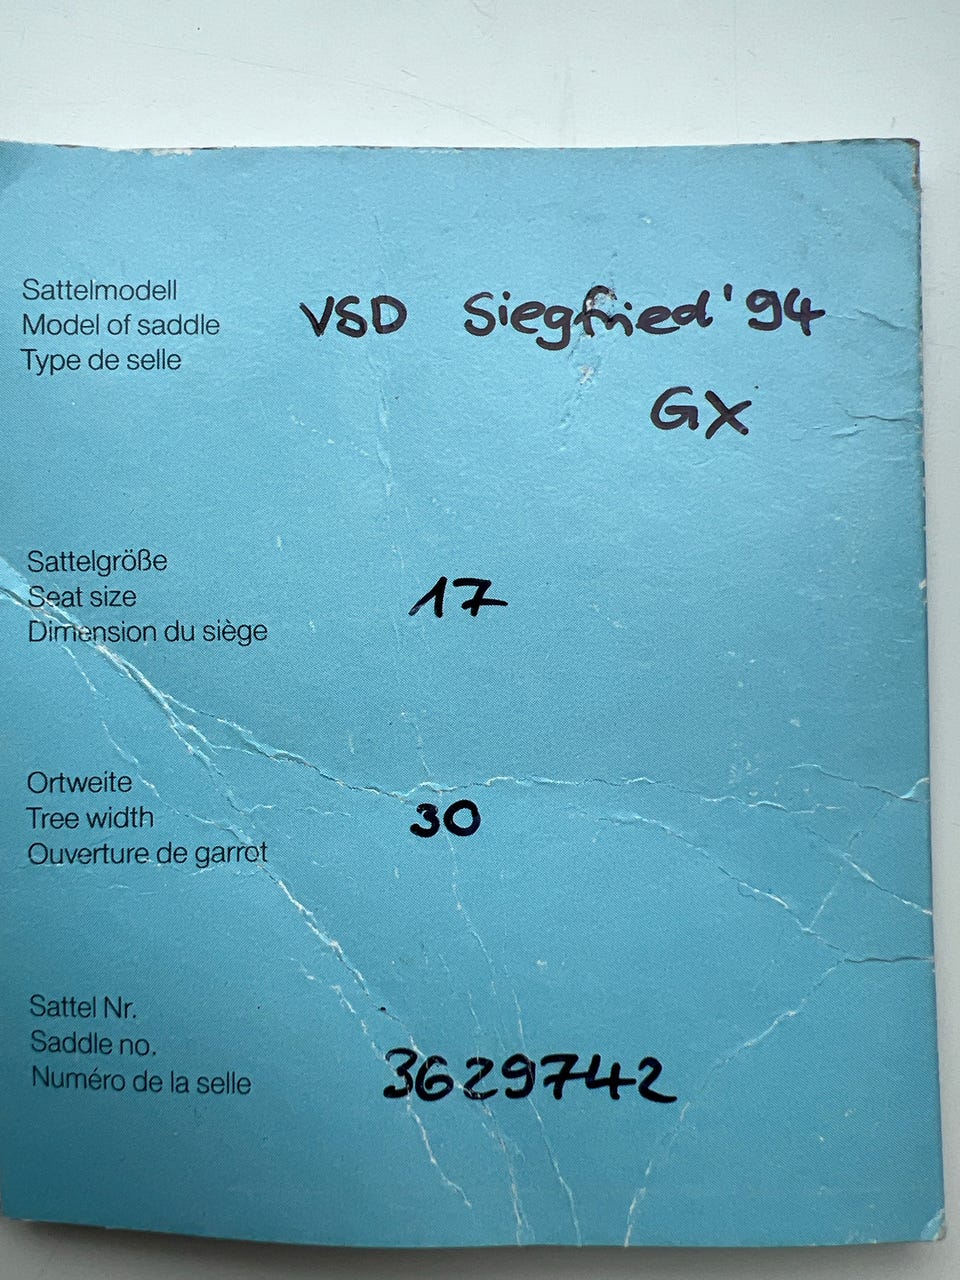 Sattelmodell
Model of saddle
Type de selle
VSD Siegfried '94
GX
Sattelgröße
Seat size
Dimension du siège
17
Ortweite
Tree width
Ouverture de garrot
30
Sattel Nr.
Saddle no.
Numéro de la selle
3629742